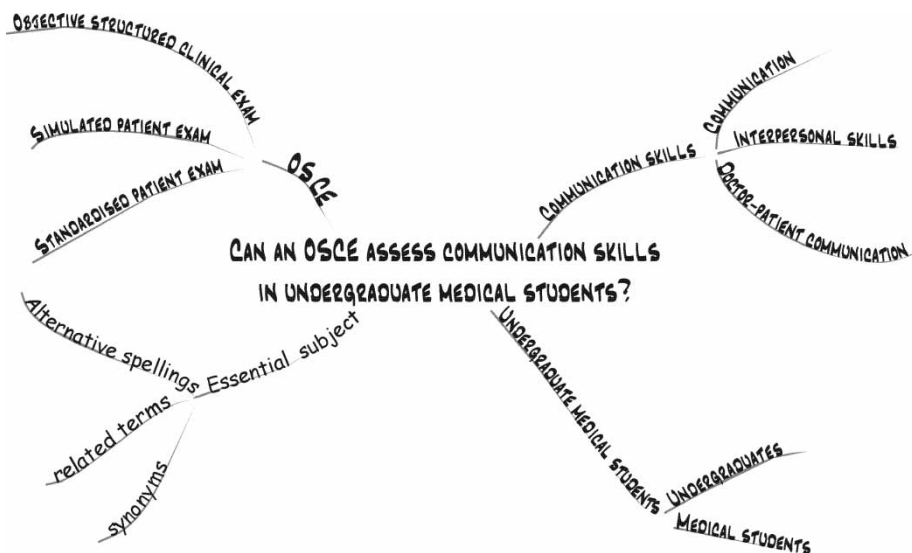 OBJECTIVE STRUCTURED CLINICAL EXAM
SIMULATED PATIENT EXAM
STANDARDISED PATIENT EXAM
OSCE
COMMUNICATION
INTERPERSONAL SKILLS
DOCTOR-PATIENT COMMUNICATION
COMMUNICATION SKILLS
CAN AN OSCE ASSESS COMMUNICATION SKILLS
IN UNDERGRADUATE MEDICAL STUDENTS?
Alternative spellings
related terms
synonyms
Essential subject
UNDERGRADUATE MEDICAL STUDENTS
UNDERGRADUATES
MEDICAL STUDENTS